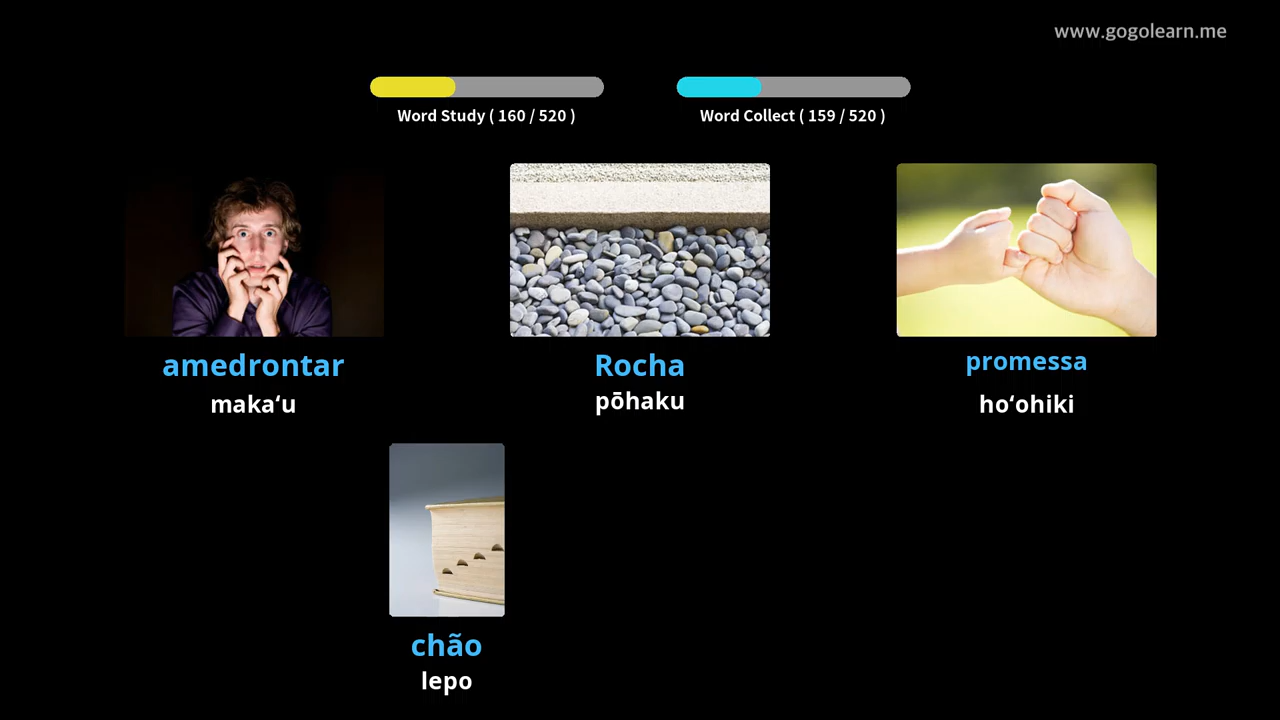 www.gogolearn.me
Word Study ( 160 / 520 )
Word Collect ( 159 / 520 )
amedrontar
makaʻu
Rocha
pōhaku
promessa
hoʻohiki
chão
lepo